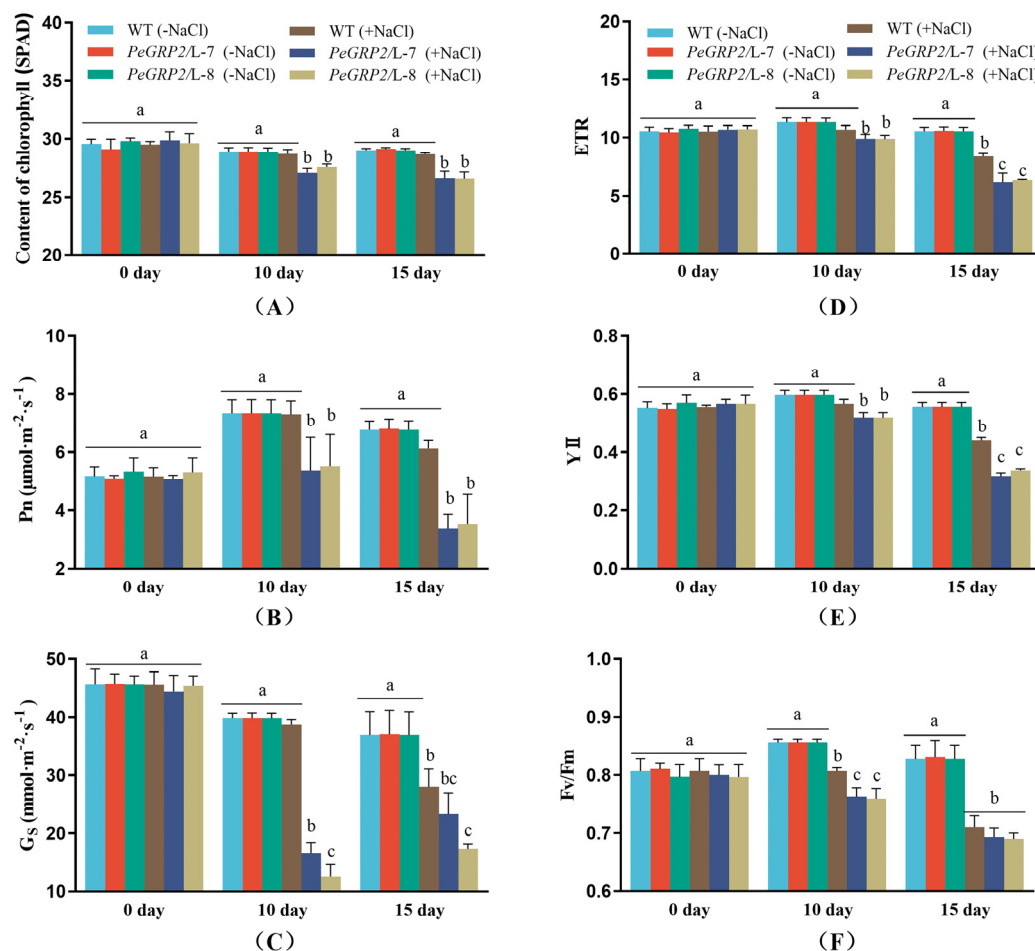 Content of chlorophyll (SPAD)
30
25
20
15
WT (-NaCl) WT (+NaCl)
PeGRP2/L-7 (-NaCl) PeGRP2/L-7 (+NaCl)
PeGRP2/L-8 (-NaCl) PeGRP2/L-8 (+NaCl)
a
a
b b
a
b b
0 day 10 day 15 day
(A)
ETR
20
15
10
5
0
WT (-NaCl) WT (+NaCl)
PeGRP2/L-7 (-NaCl) PeGRP2/L-7 (+NaCl)
PeGRP2/L-8 (-NaCl) PeGRP2/L-8 (+NaCl)
a
a
b b
a
b
c c
0 day 10 day 15 day
(D)
Pn (μmol·m⁻²·s⁻¹)
10
8
6
4
2
a
a
b b
a
b b
0 day 10 day 15 day
(B)
Y II
0.8
0.6
0.4
0.2
0.0
a
a
b b
a
b
c c
0 day 10 day 15 day
(E)
Gs (mmol·m⁻²·s⁻¹)
50
40
30
20
10
a
a
b
c
a
b
bc
c
0 day 10 day 15 day
(C)
Fv/Fm
1.0
0.9
0.8
0.7
0.6
a
a
b
c c
a
b
0 day 10 day 15 day
(F)